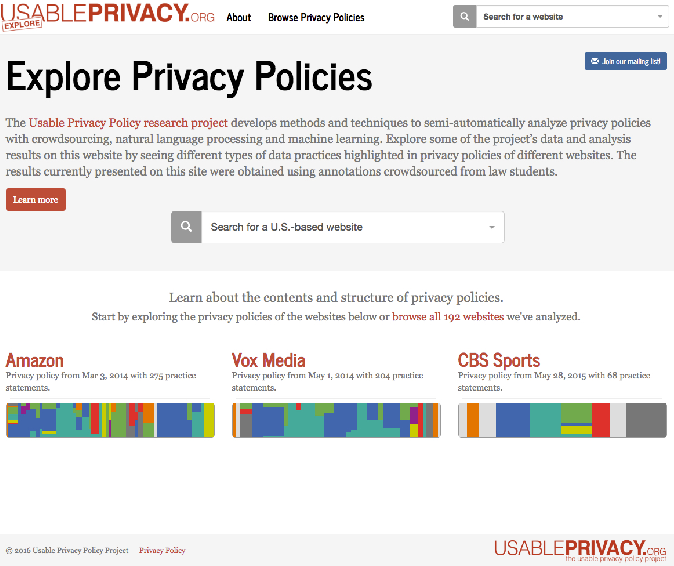 USABLEPRIVACY.ORG
EXPLORE
About
Browse Privacy Policies
Search for a website
Explore Privacy Policies
Join our mailing list!
The Usable Privacy Policy research project develops methods and techniques to semi-automatically analyze privacy policies
with crowdsourcing, natural language processing and machine learning. Explore some of the project's data and analysis
results on this website by seeing different types of data practices highlighted in privacy policies of different websites. The
results currently presented on this site were obtained using annotations crowdsourced from law students.
Learn more
Search for a U.S.-based website
Learn about the contents and structure of privacy policies.
Start by exploring the privacy policies of the websites below or browse all 192 websites we've analyzed.
Amazon
Privacy policy from Mar 3, 2014 with 275 practice
statements.
Vox Media
Privacy policy from May 1, 2014 with 204 practice
statements.
CBS Sports
Privacy policy from May 28, 2015 with 68 practice
statements.
© 2016 Usable Privacy Policy Project
Privacy Policy
USABLEPRIVACY.ORG
the usable privacy policy project